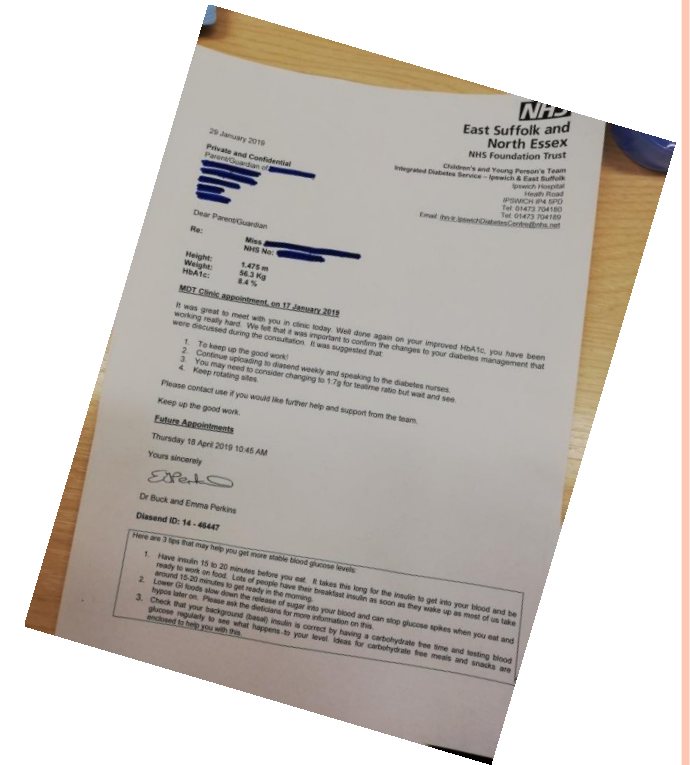 NHS
East Suffolk and
North Essex
NHS Foundation Trust
Children's and Young Person's Team
Integrated Diabetes Service – Ipswich & East Suffolk
Ipswich Hospital
Heath Road
IPSWICH IP4 5PD
Tel: 01473 704180
Tel: 01473 704189
Email: ihn-tr.IpswichDiabetesCentre@nhs.net
29 January 2019
Private and Confidential
Parent/Guardian of
Dear Parent/Guardian
Re:
Miss
NHS No:
Height: 1.475 m
Weight: 56.3 Kg
HbA1c: 8.4 %
MDT Clinic appointment, on 17 January 2019
It was great to meet with you in clinic today. Well done again on your improved HbA1c, you have been
working really hard. We felt that it was important to confirm the changes to your diabetes management that
were discussed during the consultation. It was suggested that:
1. To keep up the good work!
2. Continue uploading to diasend weekly and speaking to the diabetes nurses.
3. You may need to consider changing to 1:7g for teatime ratio but wait and see.
4. Keep rotating sites.
Please contact use if you would like further help and support from the team.
Keep up the good work.
Future Appointments
Thursday 18 April 2019 10:45 AM
Yours sincerely
Dr Buck and Emma Perkins
Diasend ID: 14 - 46447
Here are 3 tips that may help you get more stable blood glucose levels:
1. Have insulin 15 to 20 minutes before you eat. It takes this long for the insulin to get into your blood and be
ready to work on food. Lots of people have their breakfast insulin as soon as they wake up as most of us take
around 15-20 minutes to get ready in the morning.
2. Lower GI foods slow down the release of sugar into your blood and can stop glucose spikes when you eat and
hypos later on. Please ask the dieticians for more information on this.
3. Check that your background (basal) insulin is correct by having a carbohydrate free time and testing blood
glucose regularly to see what happens to your level. Ideas for carbohydrate free meals and snacks are
enclosed to help you with this.